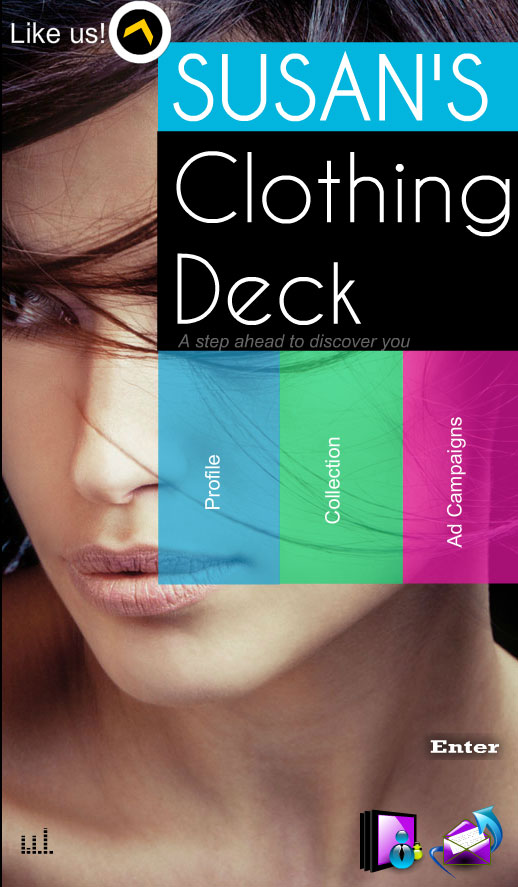 Like us!
SUSAN'S
Clothing
Deck
A step ahead to discover you
Profile
Collection
Ad Campaigns
Enter